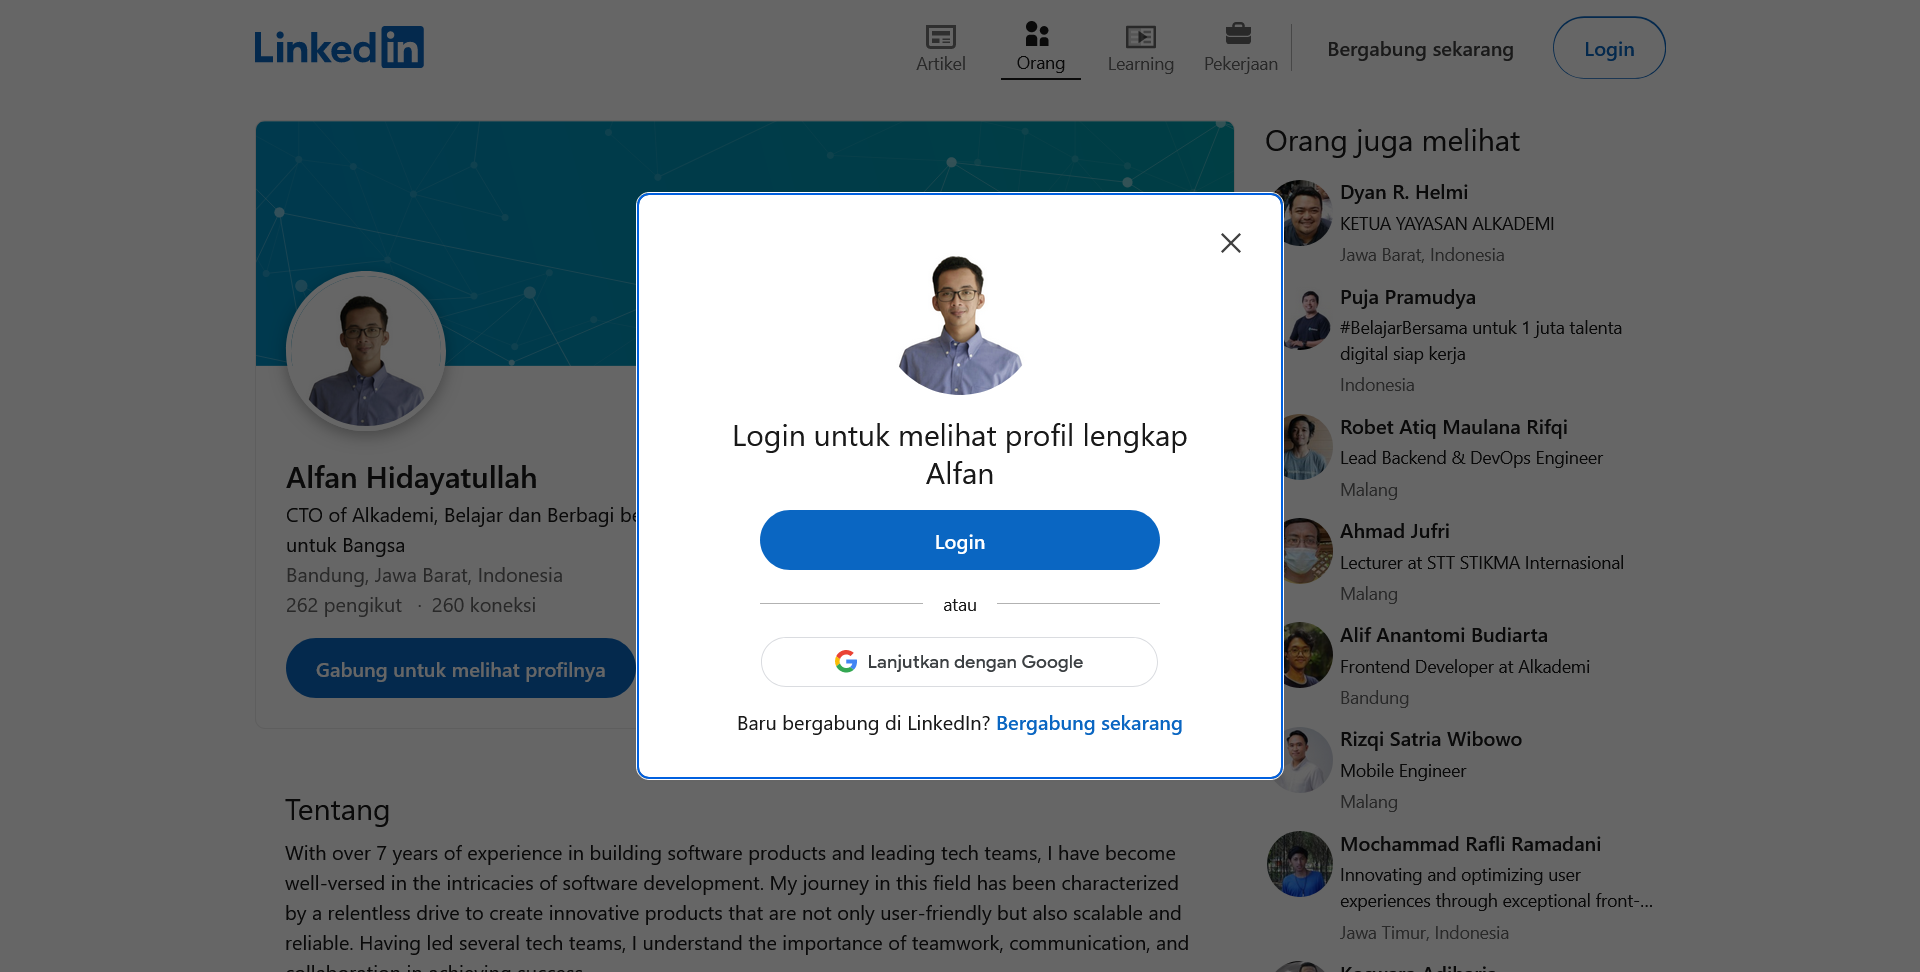 LinkedIn
Artikel
Orang
Learning
Pekerjaan
Bergabung sekarang
Login
Alfan Hidayatullah
CTO of Alkademi, Belajar dan Berbagi
untuk Bangsa
Bandung, Jawa Barat, Indonesia
262 pengikut · 260 koneksi
Gabung untuk melihat profilnya
Login untuk melihat profil lengkap
Alfan
Login
atau
Lanjutkan dengan Google
Baru bergabung di LinkedIn? Bergabung sekarang
Tentang
With over 7 years of experience in building software products and leading tech teams, I have become
well-versed in the intricacies of software development. My journey in this field has been characterized
by a relentless drive to create innovative products that are not only user-friendly but also scalable and
reliable. Having led several tech teams, I understand the importance of teamwork, communication, and
collaboration in achieving success.
Orang juga melihat
Dyan R. Helmi
KETUA YAYASAN ALKADEMI
Jawa Barat, Indonesia
Puja Pramudya
#BelajarBersama untuk 1 juta talenta
digital siap kerja
Indonesia
Robet Atiq Maulana Rifqi
Lead Backend & DevOps Engineer
Malang
Ahmad Jufri
Lecturer at STT STIKMA Internasional
Malang
Alif Anantomi Budiarta
Frontend Developer at Alkademi
Bandung
Rizqi Satria Wibowo
Mobile Engineer
Malang
Mochammad Rafli Ramadani
Innovating and optimizing user
experiences through exceptional front-...
Jawa Timur, Indonesia